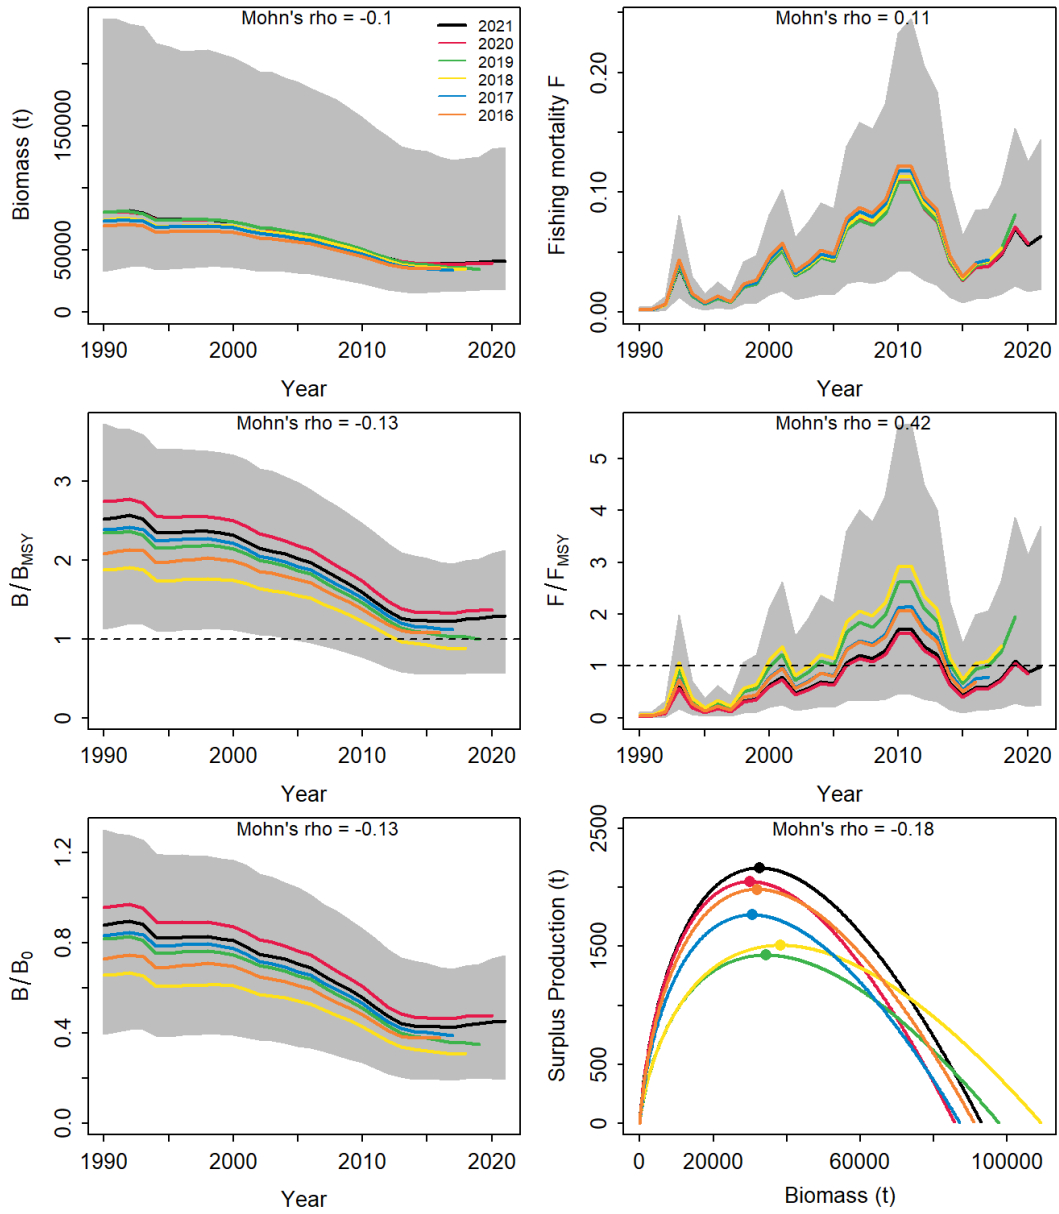 Mohn's rho = -0.1
Biomass (t)
0 50000 150000
2021
2020
2019
2018
2017
2016
1990 2000 2010 2020
Year
Mohn's rho = 0.11
Fishing mortality F
0.00 0.10 0.20
1990 2000 2010 2020
Year
Mohn's rho = -0.13
B/BMSY
0 1 2 3
1990 2000 2010 2020
Year
Mohn's rho = 0.42
F/FMSY
0 1 2 3 4 5
1990 2000 2010 2020
Year
Mohn's rho = -0.13
B/B0
0.0 0.4 0.8 1.2
1990 2000 2010 2020
Year
Mohn's rho = -0.18
Surplus Production (t)
0 500 1500 2500
0 20000 60000 100000
Biomass (t)